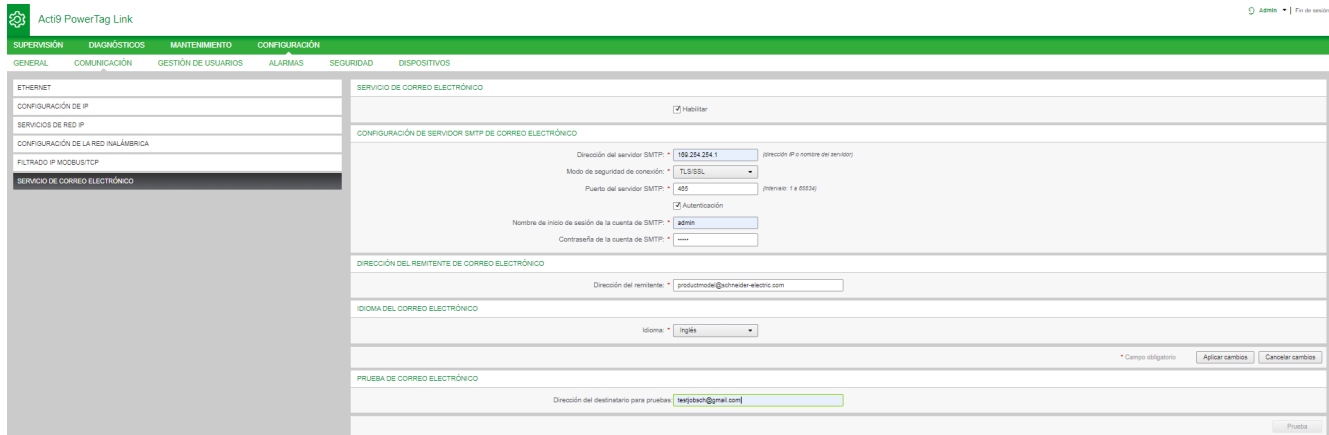 Acti9 PowerTag Link
Admin | Fin de sesión
SUPERVISIÓN DIAGNÓSTICOS MANTENIMIENTO CONFIGURACIÓN
GENERAL COMUNICACIÓN GESTIÓN DE USUARIOS ALARMAS SEGURIDAD DISPOSITIVOS
ETHERNET
CONFIGURACIÓN DE IP
SERVICIOS DE RED IP
CONFIGURACIÓN DE LA RED INALÁMBRICA
FILTRADO IP MODBUS/TCP
SERVICIO DE CORREO ELECTRÓNICO
SERVICIO DE CORREO ELECTRÓNICO
Habilitar
CONFIGURACIÓN DE SERVIDOR SMTP DE CORREO ELECTRÓNICO
Dirección del servidor SMTP: * 169.254.254.1 (dirección IP o nombre del servidor)
Modo de seguridad de conexión: * TLS/SSL
Puerto del servidor SMTP: * 465 (Intervalo: 1 a 65534)
Autenticación
Nombre de inicio de sesión de la cuenta de SMTP: * admin
Contraseña de la cuenta de SMTP: * •••••
DIRECCIÓN DEL REMITENTE DE CORREO ELECTRÓNICO
Dirección del remitente: * productmodel@schneider-electric.com
IDIOMA DEL CORREO ELECTRÓNICO
Idioma: * Inglés
* Campo obligatorio Aplicar cambios Cancelar cambios
PRUEBA DE CORREO ELECTRÓNICO
Dirección del destinatario para pruebas: testjobsch@gmail.com
Prueba